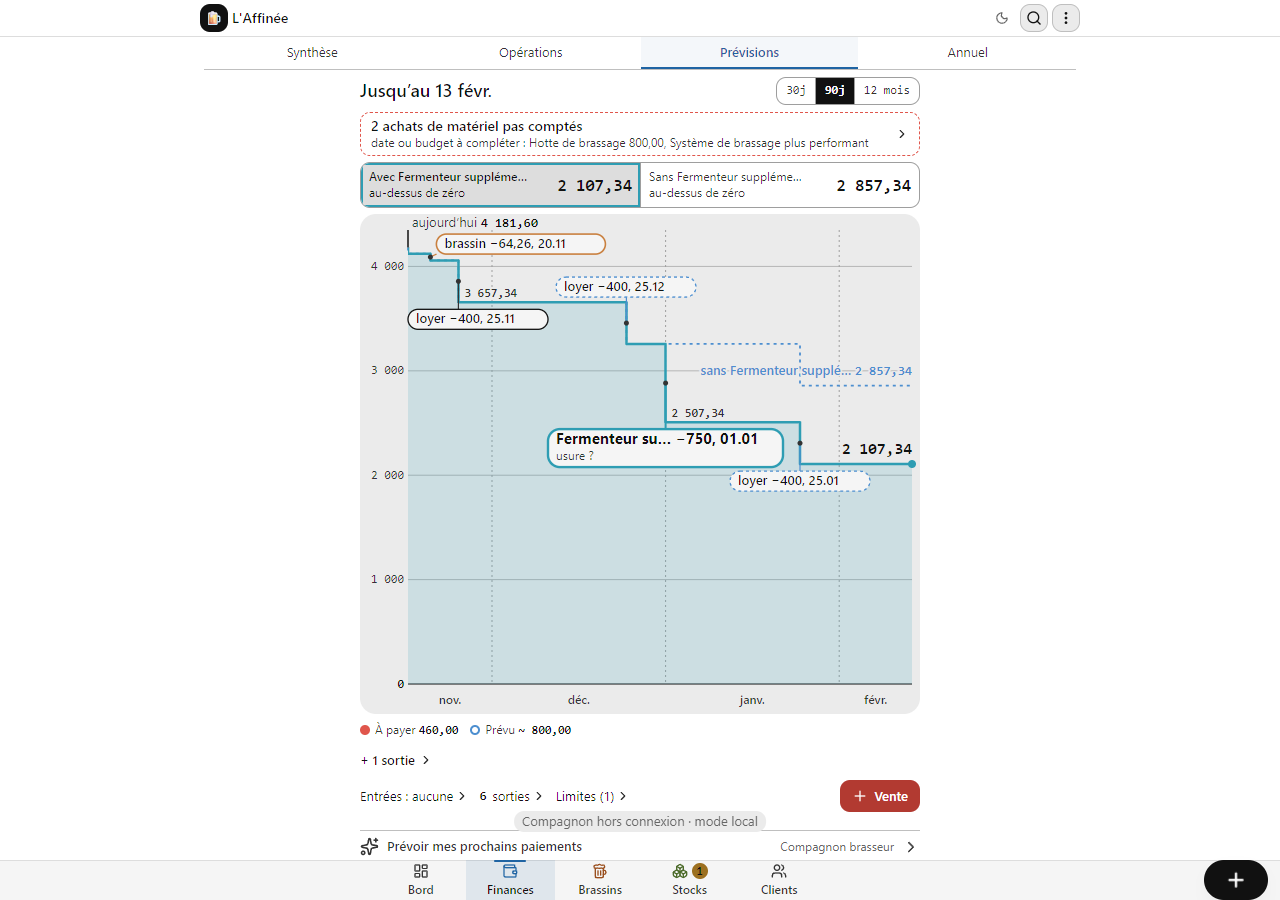 L'Affinée
Synthèse
Opérations
Prévisions
Annuel
Jusqu'au 13 févr.
30j
90j
12 mois
2 achats de matériel pas comptés
date ou budget à compléter : Hotte de brassage 800,00, Système de brassage plus performant
Avec Fermenteur suppléme...
au-dessus de zéro
2 107,34
Sans Fermenteur suppléme...
au-dessus de zéro
2 857,34
aujourd'hui 4 181,60
brassin −64,26, 20.11
4 000
loyer −400, 25.12
3 657,34
loyer −400, 25.11
3 000
sans Fermenteur supplé... 2 857,34
2 507,34
Fermenteur su... −750, 01.01
usure ?
2 107,34
2 000
loyer −400, 25.01
1 000
0
nov.
déc.
janv.
févr.
À payer 460,00
Prévu ~ 800,00
+ 1 sortie
Entrées : aucune
6 sorties
Limites (1)
Vente
Compagnon hors connexion · mode local
Prévoir mes prochains paiements
Compagnon brasseur
Bord
Finances
Brassins
1
Stocks
Clients